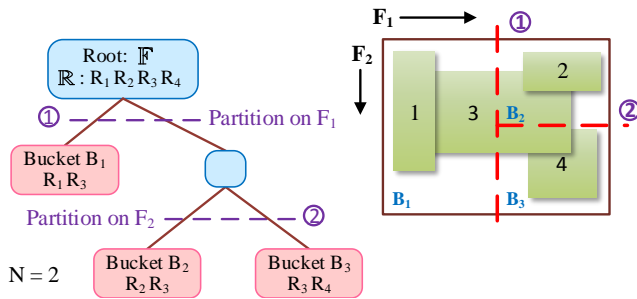 Root: 𝔽
ℝ : R₁ R₂ R₃ R₄
① Partition on F₁
Bucket B₁
R₁ R₃
Partition on F₂ ②
Bucket B₂
R₂ R₃
Bucket B₃
R₃ R₄
N = 2
F₁ ①
F₂
1
3
2
B₂ ②
4
B₁
B₃